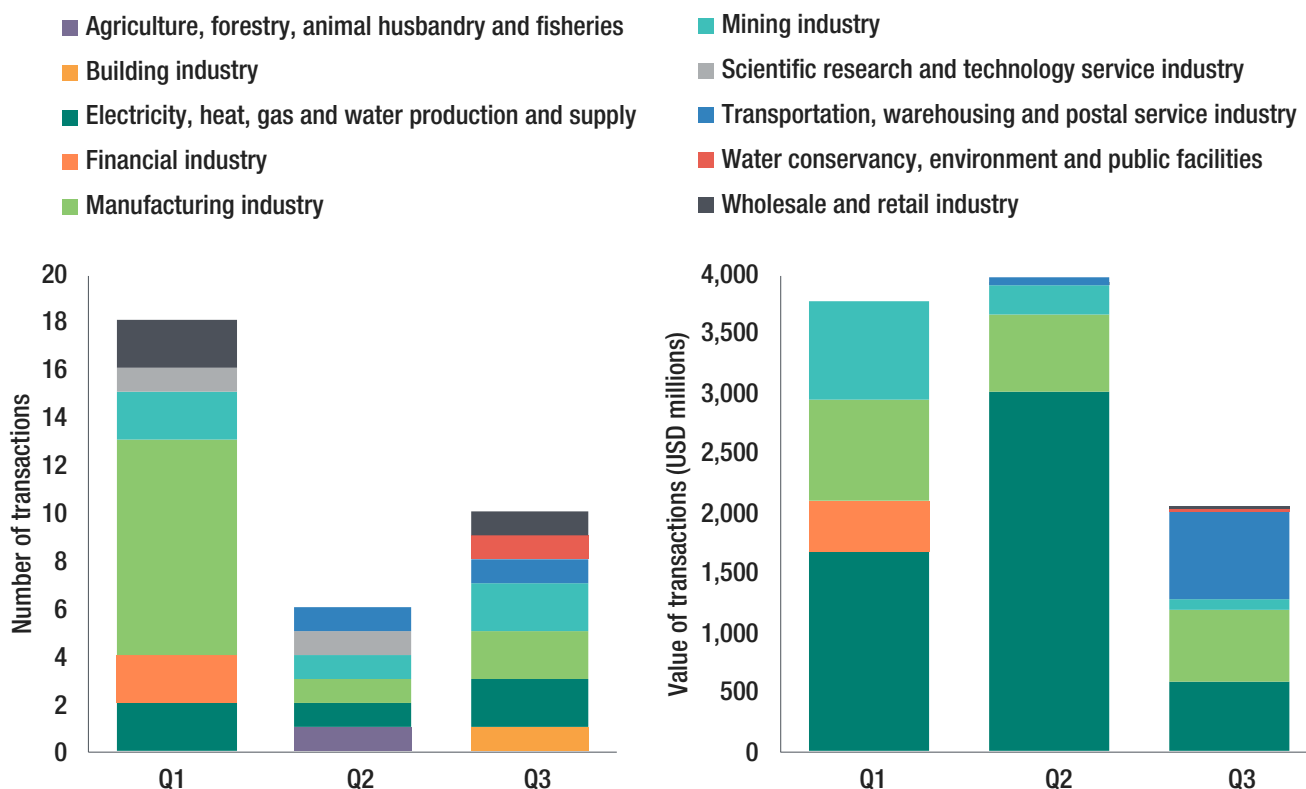 Agriculture, forestry, animal husbandry and fisheries
Building industry
Electricity, heat, gas and water production and supply
Financial industry
Manufacturing industry
Mining industry
Scientific research and technology service industry
Transportation, warehousing and postal service industry
Water conservancy, environment and public facilities
Wholesale and retail industry
Number of transactions
20
18
16
14
12
10
8
6
4
2
0
Q1
Q2
Q3
Value of transactions (USD millions)
4,000
3,500
3,000
2,500
2,000
1,500
1,000
500
0
Q1
Q2
Q3